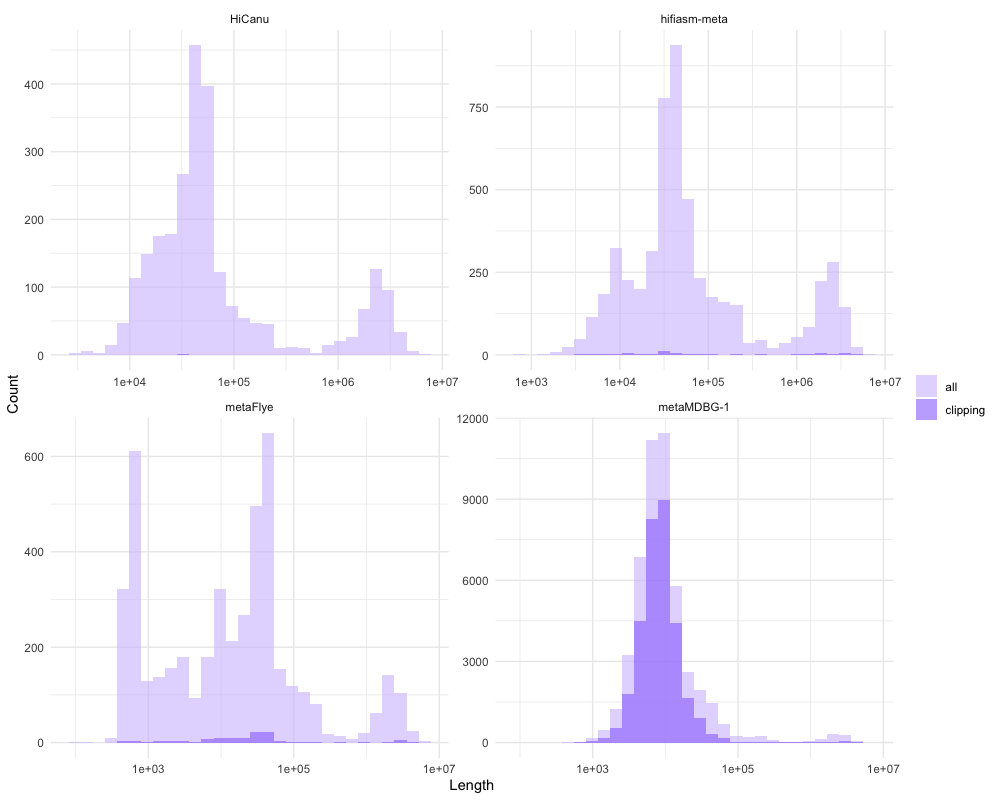 HiCanu
hifiasm-meta
400
300
200
100
0
1e+04
1e+05
1e+06
1e+07
750
500
250
0
1e+03
1e+04
1e+05
1e+06
1e+07
Count
metaFlye
metaMDBG-1
600
400
200
0
1e+03
1e+05
1e+07
12000
9000
6000
3000
0
1e+03
1e+05
1e+07
Length
all
clipping